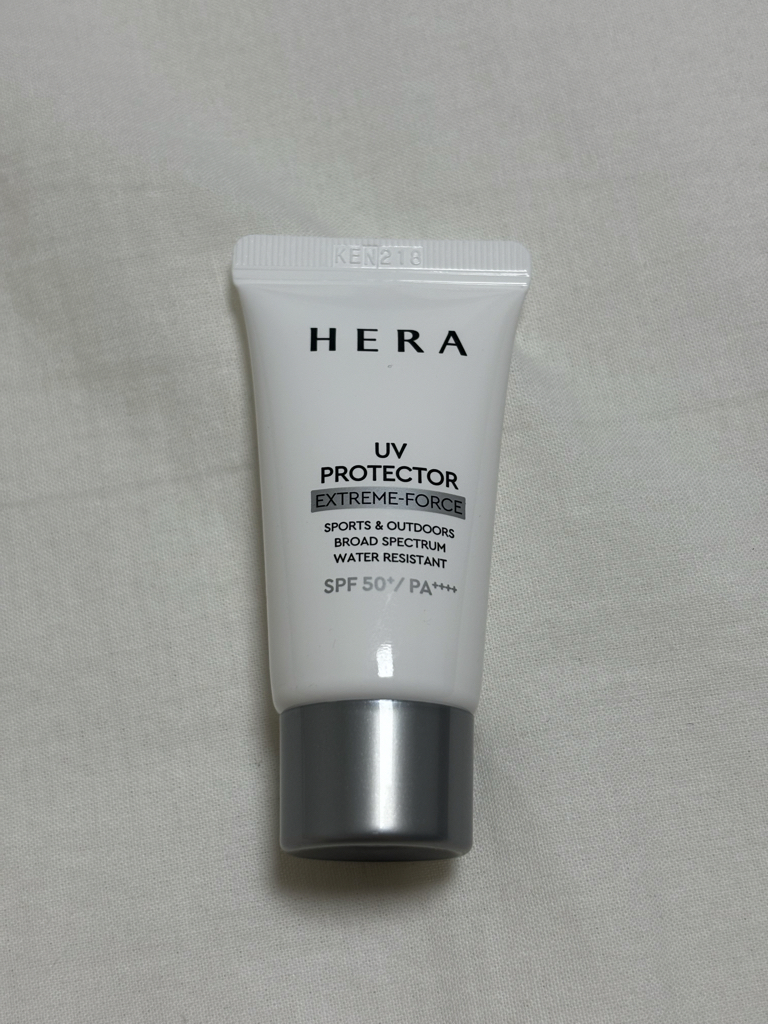 KEN218
HERA
UV
PROTECTOR
EXTREME-FORCE
SPORTS & OUTDOORS
BROAD SPECTRUM
WATER RESISTANT
SPF 50+/ PA++++